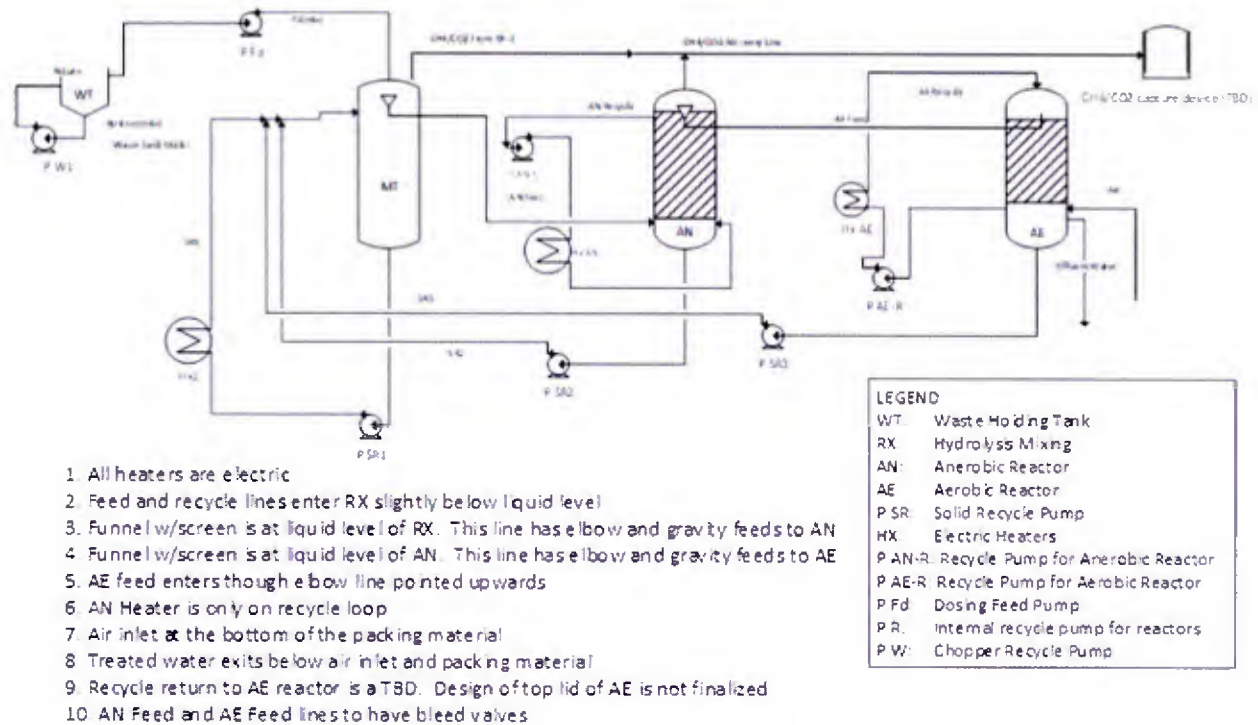 P Fd
WT
P W1
MT
AN
AE
P AE-R
P SR1
P SR2
CH4/CO2 capture device (TBD)
1. All heaters are electric
2. Feed and recycle lines enter RX slightly below liquid level
3. Funnel w/screen is at liquid level of RX. This line has elbow and gravity feeds to AN
4. Funnel w/screen is at liquid level of AN. This line has elbow and gravity feeds to AE
5. AE feed enters though elbow line pointed upwards
6. AN Heater is only on recycle loop
7. Air inlet at the bottom of the packing material
8 Treated water exits below air inlet and packing material
9. Recycle return to AE reactor is a TBD. Design of top lid of AE is not finalized
10. AN Feed and AE Feed lines to have bleed valves
LEGEND
WT: Waste Holding Tank
RX: Hydrolysis Mixing
AN: Anerobic Reactor
AE Aerobic Reactor
P SR: Solid Recycle Pump
HX: Electric Heaters
P AN-R: Recycle Pump for Anerobic Reactor
P AE-R: Recycle Pump for Aerobic Reactor
P Fd: Dosing Feed Pump
P R: Internal recycle pump for reactors
P W: Chopper Recycle Pump